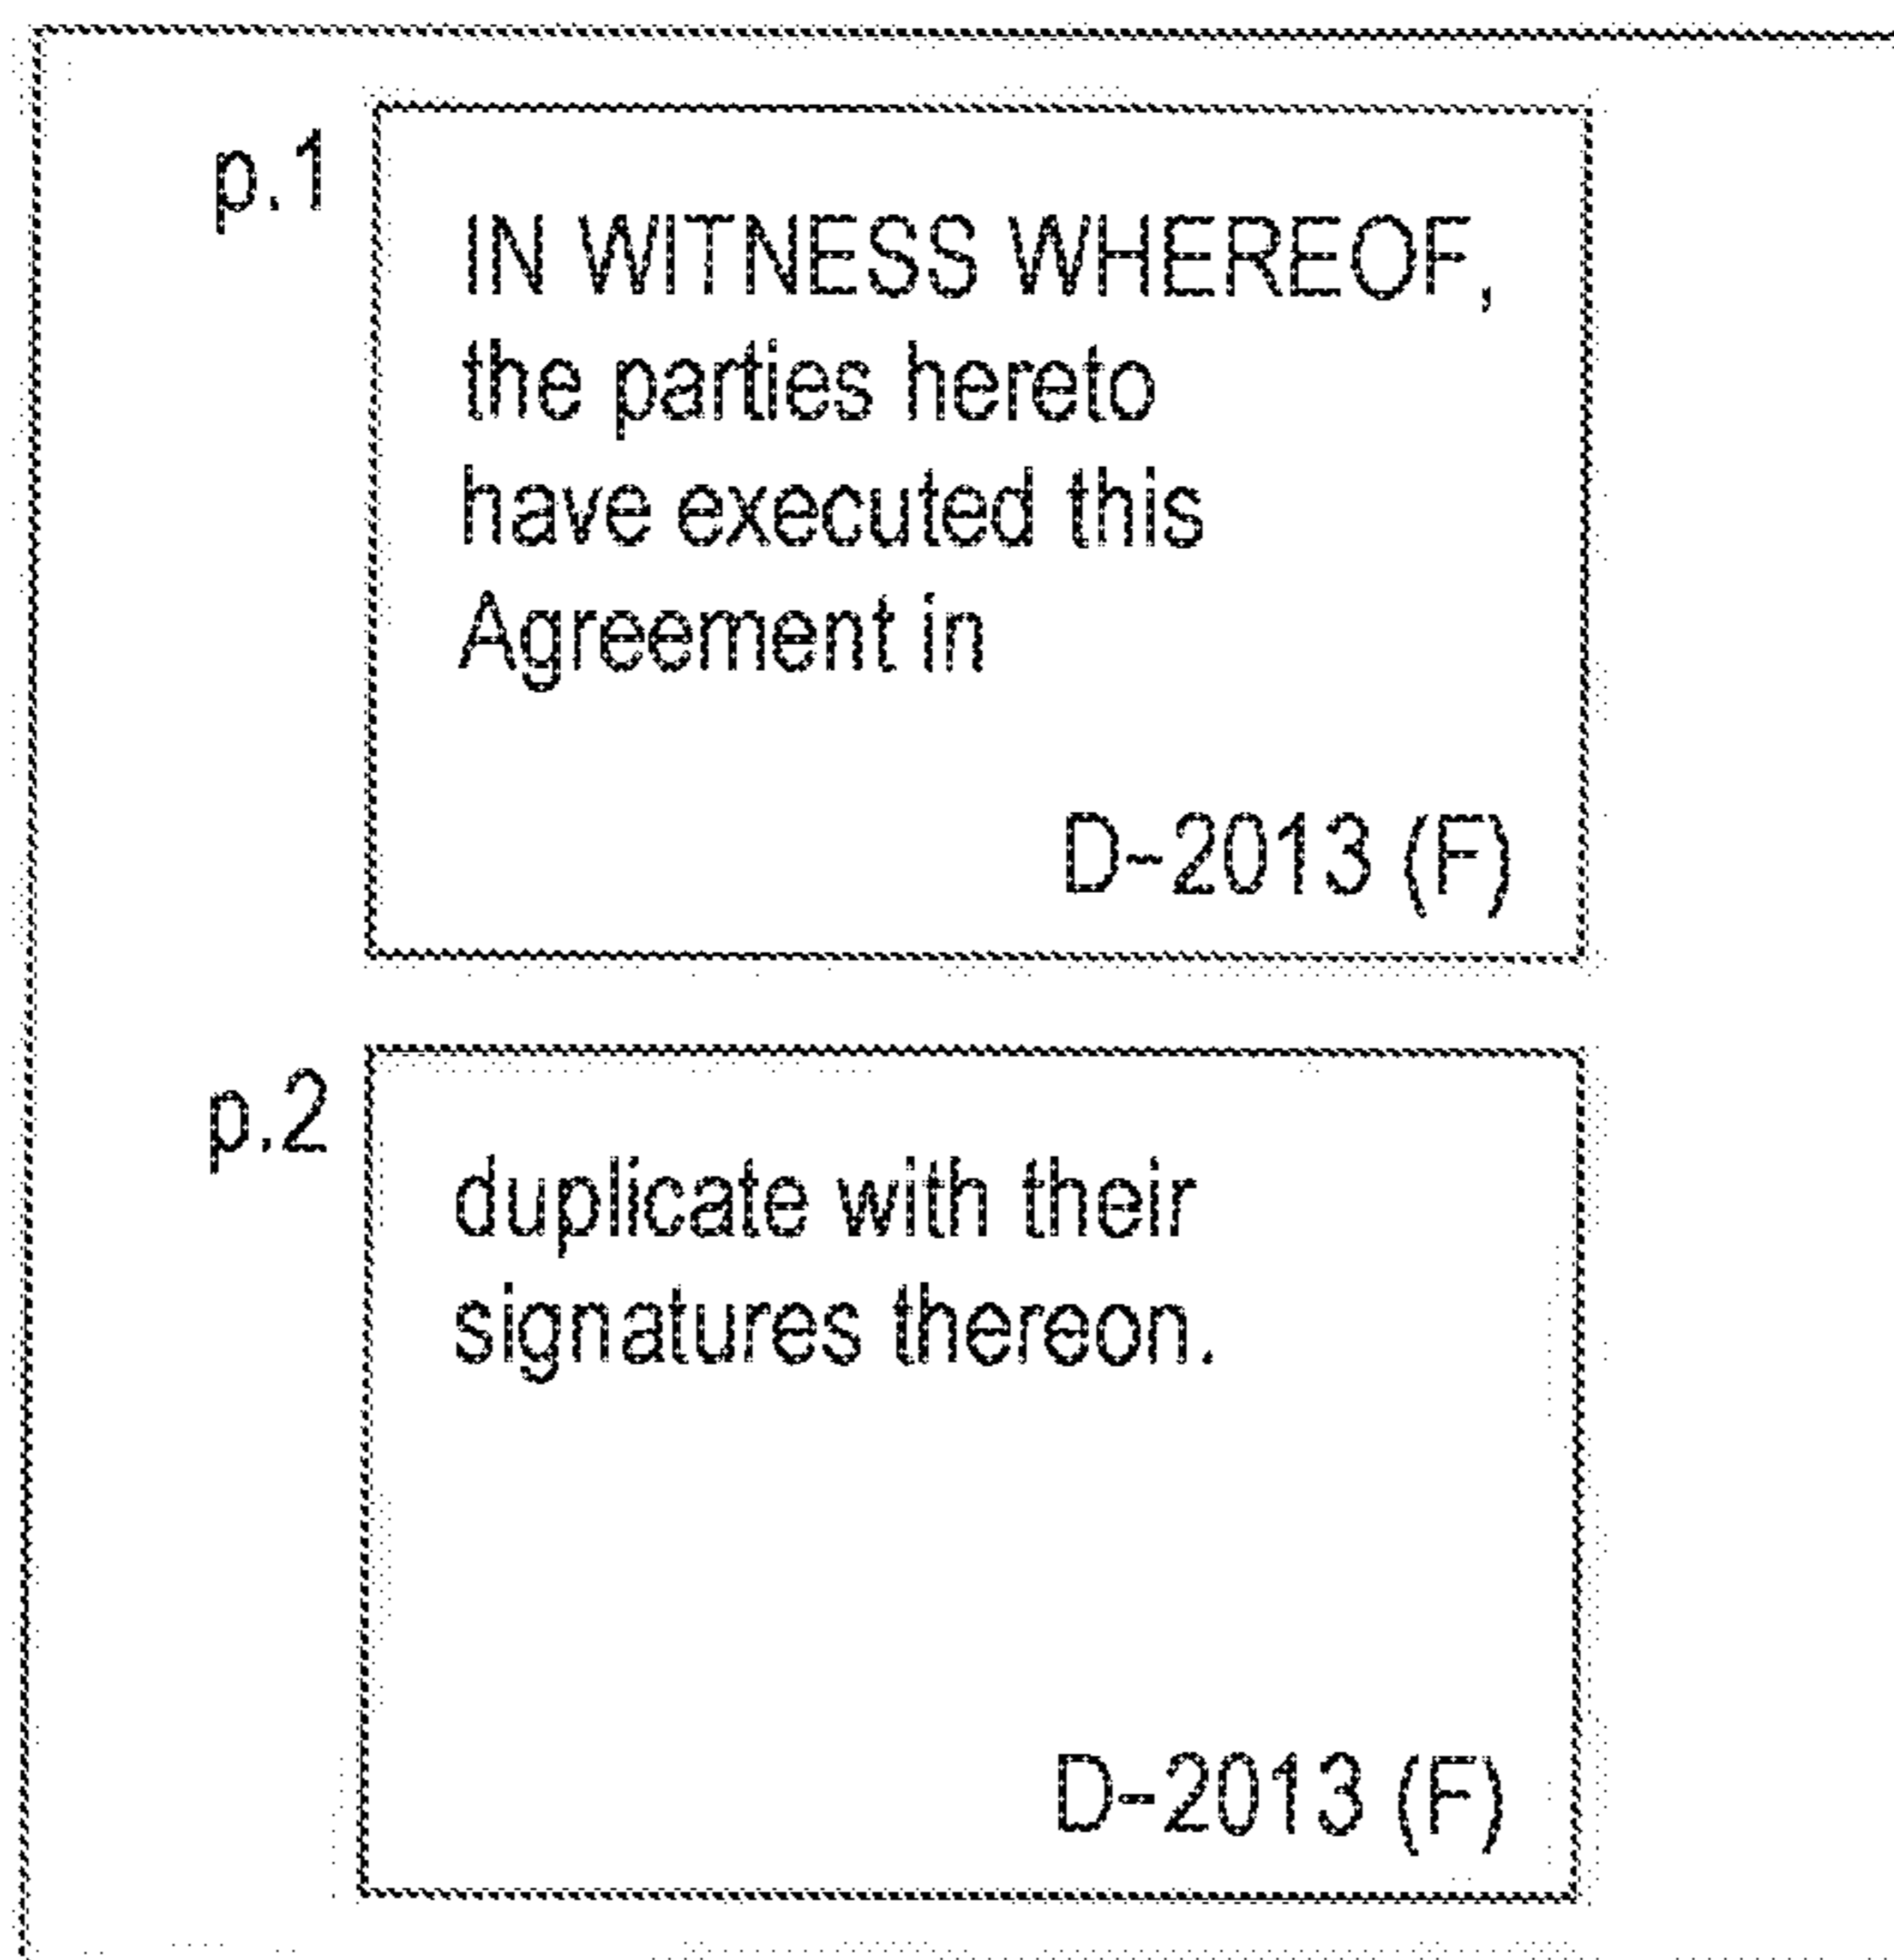 p.1
IN WITNESS WHEREOF,
the parties hereto
have executed this
Agreement in
D-2013 (F)
p.2
duplicate with their
signatures thereon.
D-2013 (F)